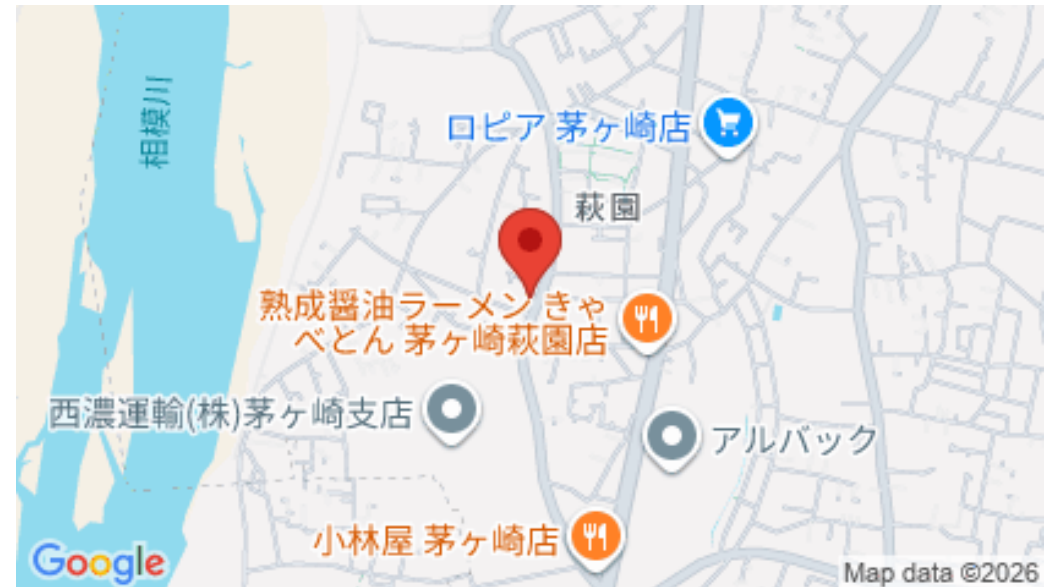 相模川
ロピア 茅ヶ崎店
萩園
熟成醤油ラーメン きゃ
べとん 茅ヶ崎萩園店
西濃運輸(株)茅ヶ崎支店
アルバック
小林屋 茅ヶ崎店
Google
Map data ©2026